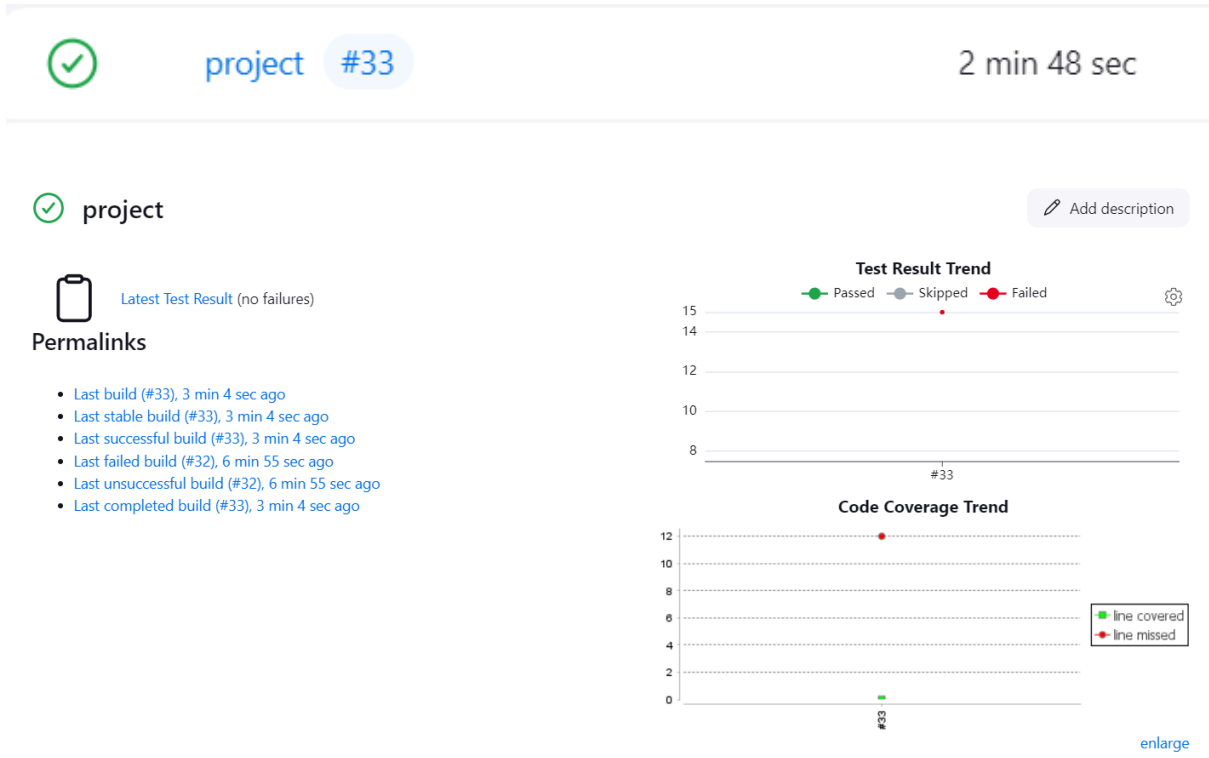 project #33 2 min 48 sec
project
Add description
Latest Test Result (no failures)
Permalinks
Last build (#33), 3 min 4 sec ago
Last stable build (#33), 3 min 4 sec ago
Last successful build (#33), 3 min 4 sec ago
Last failed build (#32), 6 min 55 sec ago
Last unsuccessful build (#32), 6 min 55 sec ago
Last completed build (#33), 3 min 4 sec ago
Test Result Trend
Passed Skipped Failed
15
14
12
10
8
#33
Code Coverage Trend
12
10
8
6
4
2
0
#33
line covered
line missed
enlarge